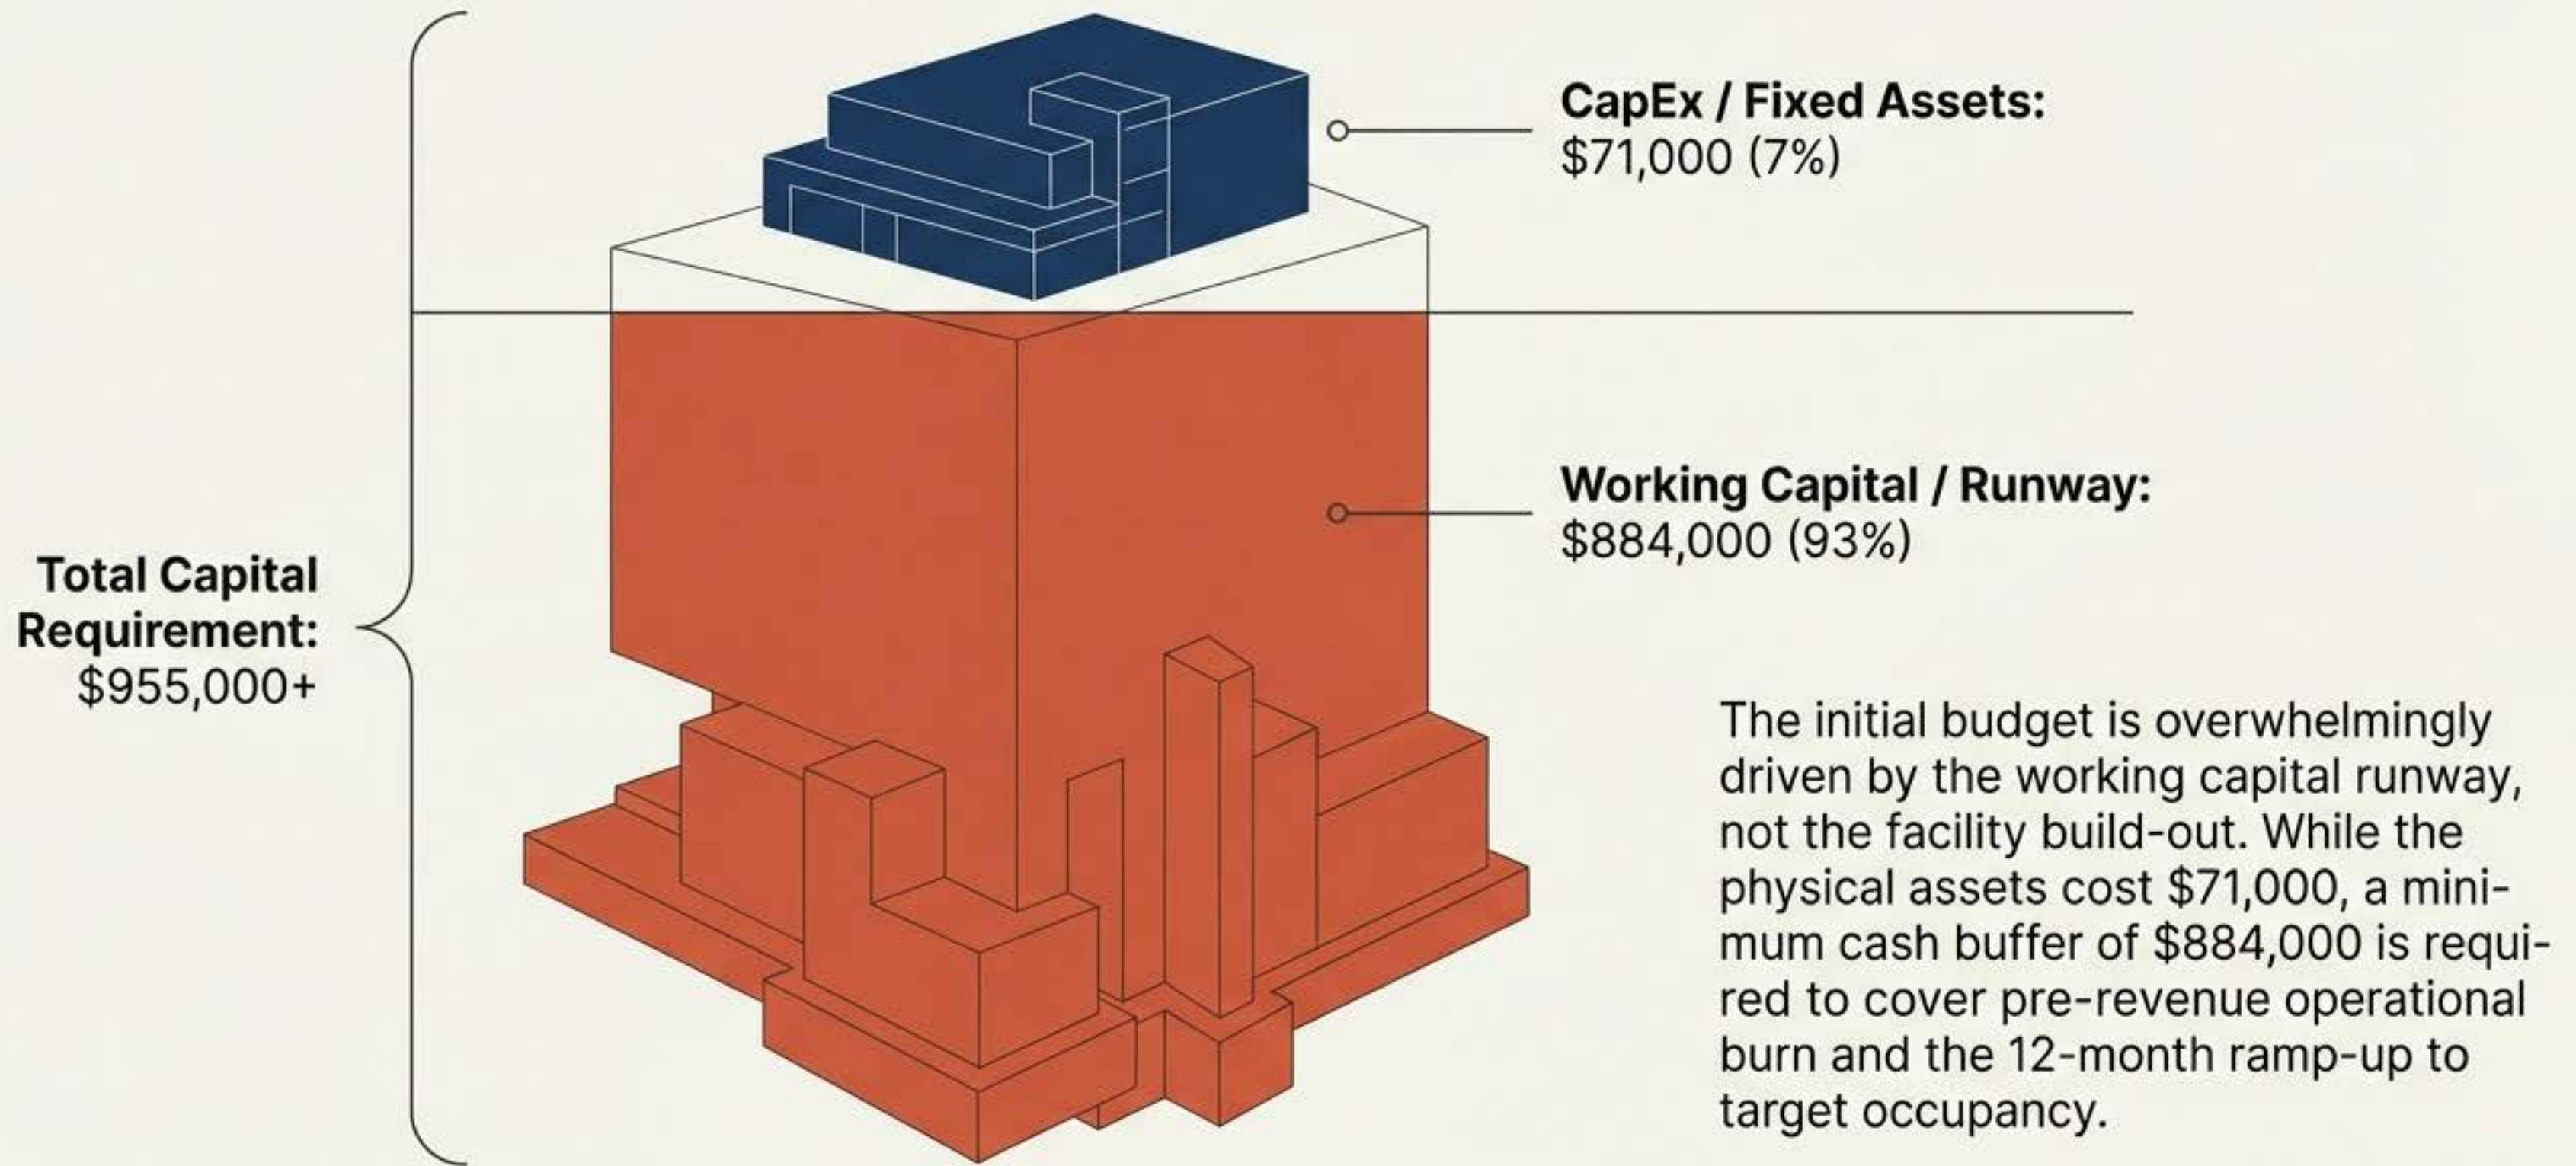 CapEx / Fixed Assets:
$71,000 (7%)
Working Capital / Runway:
$884,000 (93%)
Total Capital
Requirement:
$955,000+
The initial budget is overwhelmingly
driven by the working capital runway,
not the facility build-out. While the
physical assets cost $71,000, a mini-
mum cash buffer of $884,000 is requi-
red to cover pre-revenue operational
burn and the 12-month ramp-up to
target occupancy.